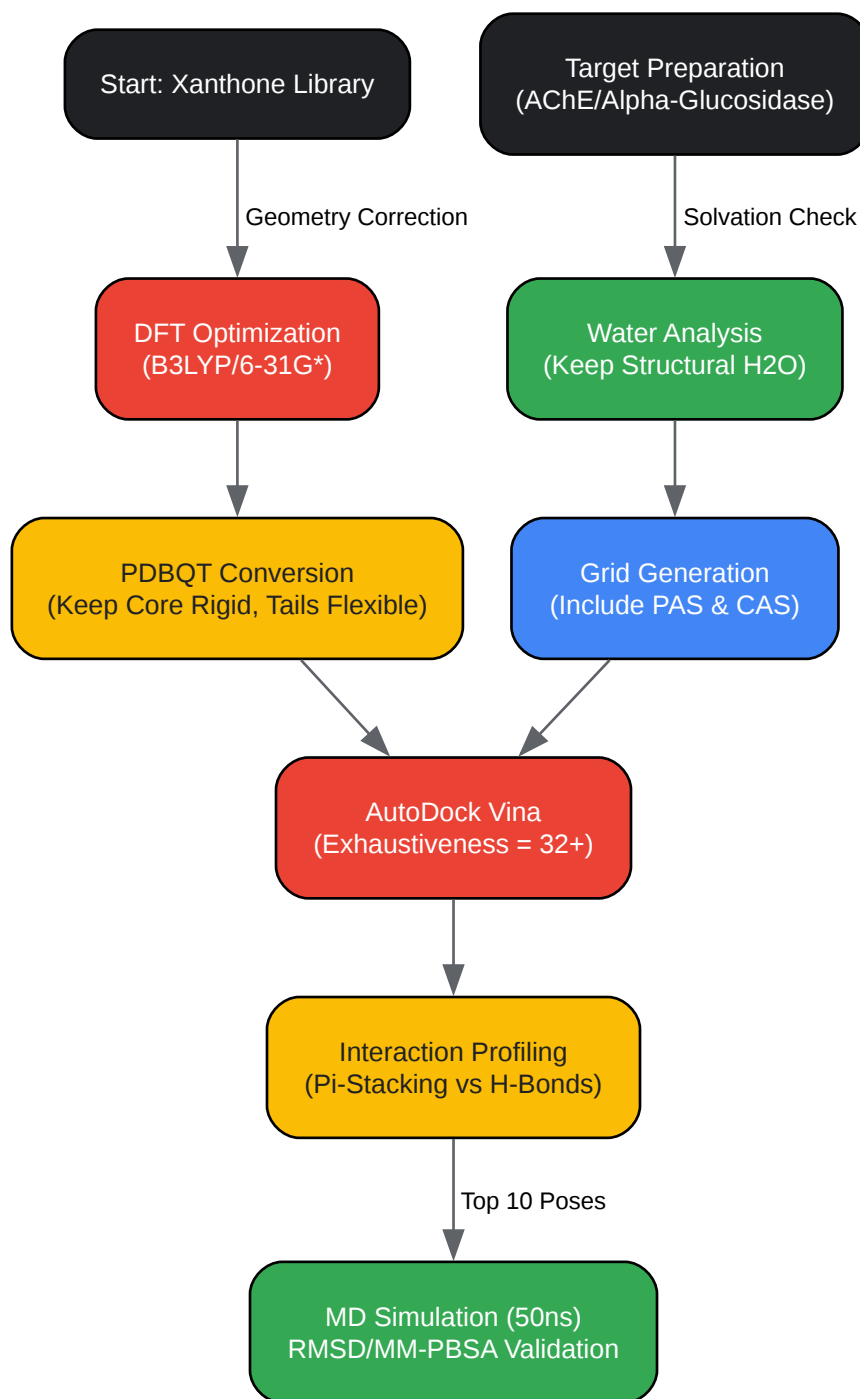 Start: Xanthone Library
Target Preparation
(AChE/Alpha-Glucosidase)
Geometry Correction
Solvation Check
DFT Optimization
(B3LYP/6-31G*)
Water Analysis
(Keep Structural H2O)
PDBQT Conversion
(Keep Core Rigid, Tails Flexible)
Grid Generation
(Include PAS & CAS)
AutoDock Vina
(Exhaustiveness = 32+)
Interaction Profiling
(Pi-Stacking vs H-Bonds)
Top 10 Poses
MD Simulation (50ns)
RMSD/MM-PBSA Validation